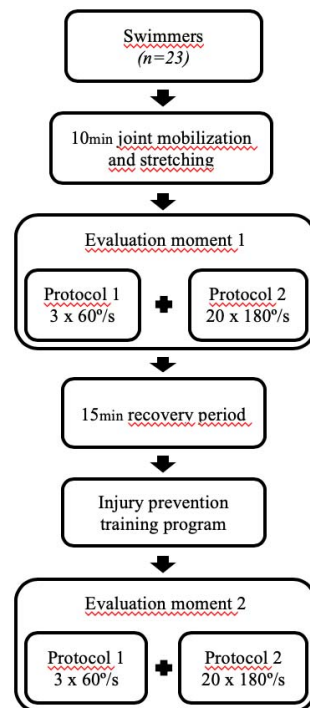 Swimmers
(n=23)
10min joint mobilization
and stretching
Evaluation moment 1
Protocol 1
3 x 60º/s
Protocol 2
20 x 180º/s
15min recovery period
Injury prevention
training program
Evaluation moment 2
Protocol 1
3 x 60º/s
Protocol 2
20 x 180º/s